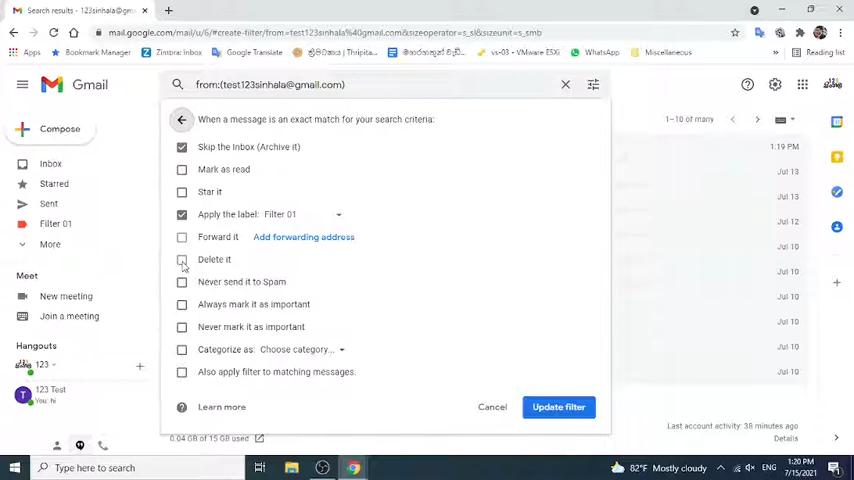 Search results - 123sinhala@gm
mail.google.com/mail/u/6/#create-filter/from=test123sinhala%40gmail.com&sizeoperator=s_sl&sizeunit=s_smb
Apps Bookmark Manager Zimbra: Inbox Google Translate ත්‍රිපිටකය | Thripita... vs-03 - VMware ESXi WhatsApp Miscellaneous Reading list
Gmail
from:(test123sinhala@gmail.com)
Compose
Inbox
Starred
Sent
Filter 01
More
Meet
New meeting
Join a meeting
Hangouts
123
123 Test
You: hi
When a message is an exact match for your search criteria:
Skip the Inbox (Archive it)
Mark as read
Star it
Apply the label: Filter 01
Forward it Add forwarding address
Delete it
Never send it to Spam
Always mark it as important
Never mark it as important
Categorize as: Choose category...
Also apply filter to matching messages.
Learn more Cancel Update filter
1–10 of many
1:19 PM
Jul 13
Jul 13
Jul 12
Jul 10
Jul 10
Jul 10
Jul 10
Jul 10
Jul 10
0.04 GB of 15 GB used
Last account activity: 38 minutes ago
Details
Type here to search
82°F Mostly cloudy ENG
1:20 PM
7/15/2021